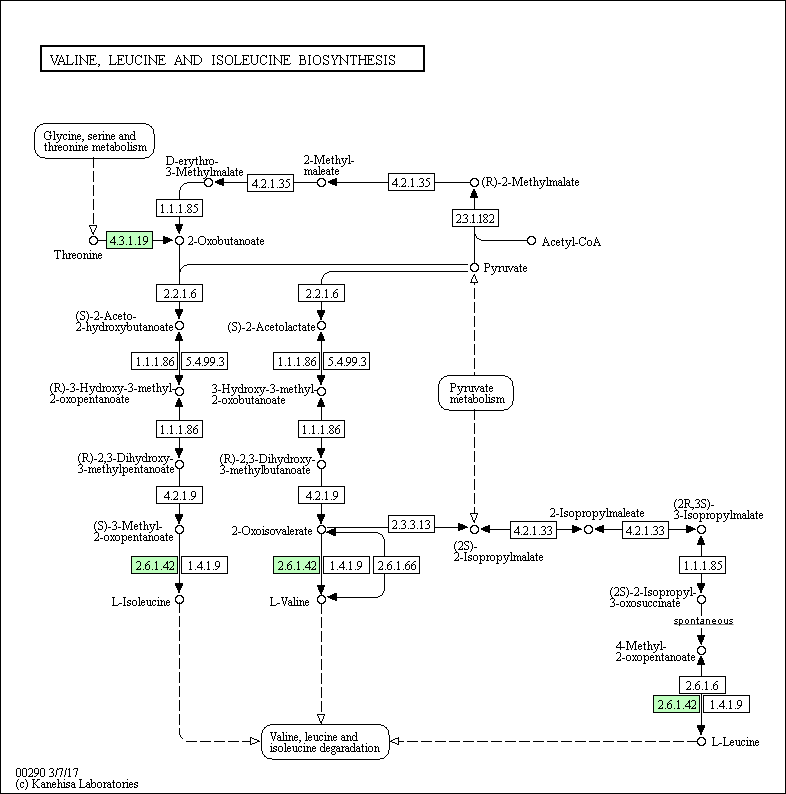 VALINE, LEUCINE AND ISOLEUCINE BIOSYNTHESIS
Glycine, serine and
threonine metabolism
D-erythro-
3-Methylmalate
2-Methyl-
maleate
4.2.1.35
4.2.1.35
(R)-2-Methylmalate
1.1.1.85
2.3.1.182
4.3.1.19
2-Oxobutanoate
Acetyl-CoA
Threonine
Pyruvate
2.2.1.6
2.2.1.6
(S)-2-Aceto-
2-hydroxybutanoate
(S)-2-Acetolactate
1.1.1.86
5.4.99.3
1.1.1.86
5.4.99.3
(R)-3-Hydroxy-3-methyl-
2-oxopentanoate
3-Hydroxy-3-methyl-
2-oxobutanoate
Pyruvate
metabolism
1.1.1.86
1.1.1.86
(R)-2,3-Dihydroxy-
3-methylpentanoate
(R)-2,3-Dihydroxy-
3-methylbutanoate
4.2.1.9
4.2.1.9
(S)-3-Methyl-
2-oxopentanoate
2-Oxoisovalerate
2.3.3.13
(2S)-
2-Isopropylmalate
4.2.1.33
2-Isopropylmaleate
4.2.1.33
(2R,3S)-
3-Isopropylmalate
2.6.1.42
1.4.1.9
2.6.1.42
1.4.1.9
2.6.1.66
1.1.1.85
L-Isoleucine
L-Valine
(2S)-2-Isopropyl-
3-oxosuccinate
spontaneous
4-Methyl-
2-oxopentanoate
2.6.1.6
2.6.1.42
1.4.1.9
Valine, leucine and
isoleucine degaradation
L-Leucine
00290 3/7/17
(c) Kanehisa Laboratories